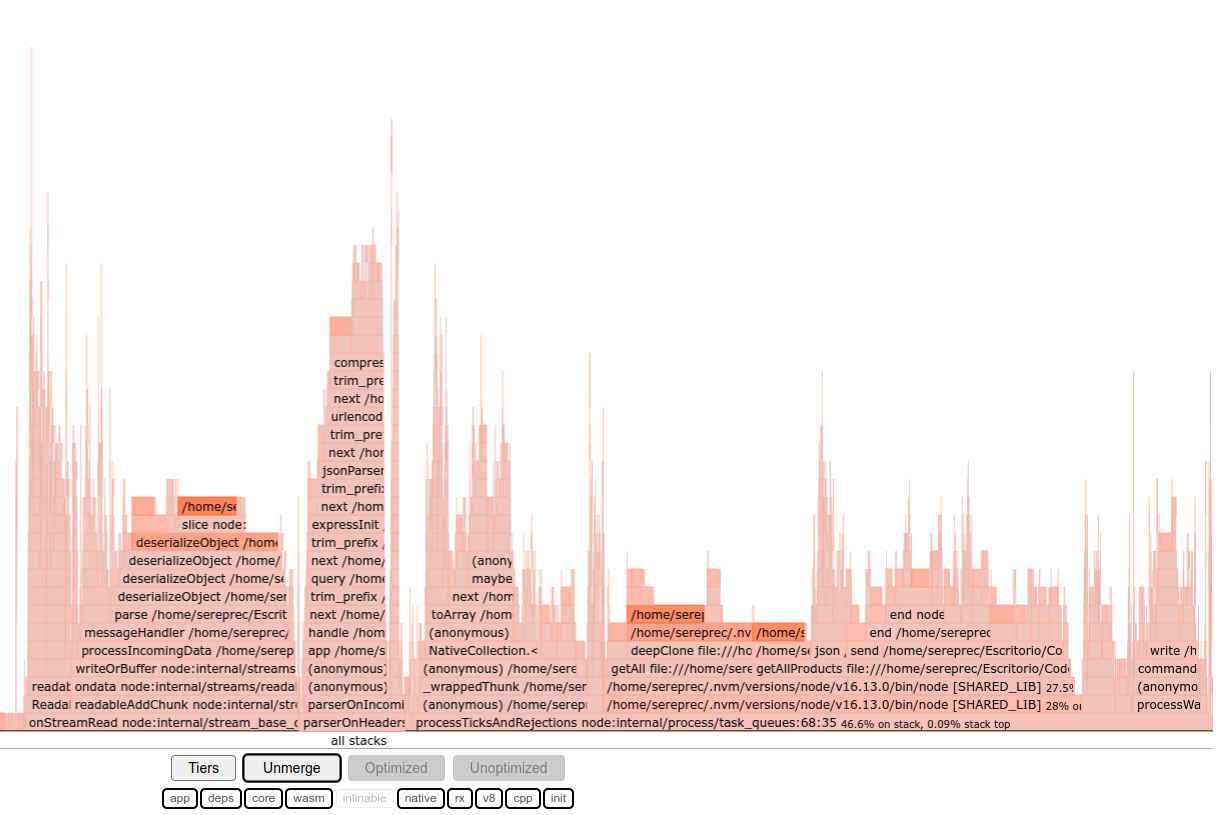 compres
trim_pre
next /ho
urlencod
trim_pre
next /hor
jsonParser
trim_prefix
/home/se next /hom
slice node: expressInit
deserializeObject /home trim_prefix / (anony
deserializeObject /home/ next /home/ maybe
deserializeObject /home/se query /home next /hom
deserializeObject /home/ser trim_prefix /
parse /home/sereprec/Escrit next /home/ toArray /hom /home/serep end node
messageHandler /home/sereprec/ handle /hom (anonymous) /home/sereprec/.nv /home/s end /home/sereprec
processIncomingData /home/serep app /home/s NativeCollection.< deepClone file:///ho /home/se json , send /home/sereprec/Escritorio/Co write /h
writeOrBuffer node:internal/streams (anonymous) (anonymous) /home/sere getAll file:///home/sere getAllProducts file:///home/sereprec/Escritorio/Code command
readab ondata node:internal/streams/readal (anonymous) _wrappedThunk /home/ser /home/sereprec/.nvm/versions/node/v16.13.0/bin/node [SHARED_LIB] 27.5% (anonymo
Readal readableAddChunk node:internal/stre parserOnIncomi (anonymous) /home/serep /home/sereprec/.nvm/versions/node/v16.13.0/bin/node [SHARED_LIB] 28% on processWa
onStreamRead node:internal/stream_base_c parserOnHeaders processTicksAndRejections node:internal/process/task_queues:68:35 46.6% on stack, 0.09% stack top
all stacks
Tiers Unmerge Optimized Unoptimized
app deps core wasm inlinable native rx v8 cpp init